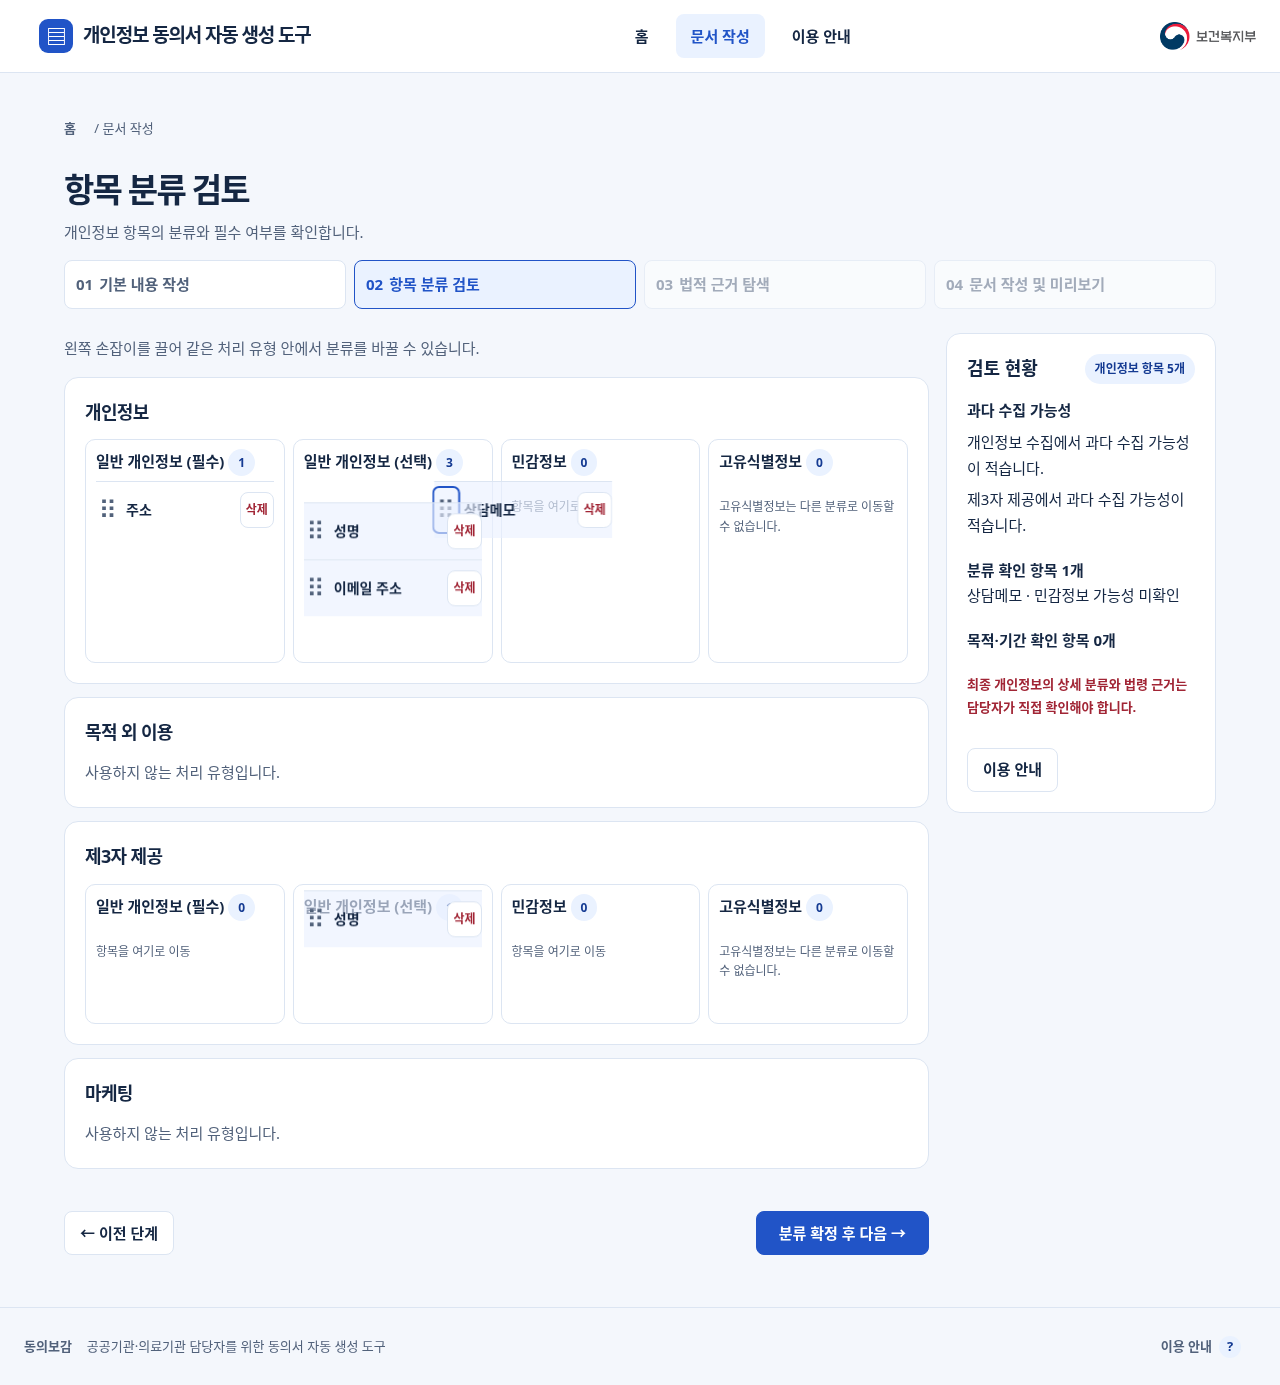 개인정보 동의서 자동 생성 도구
홈
문서 작성
이용 안내
보건복지부
홈 / 문서 작성
항목 분류 검토
개인정보 항목의 분류와 필수 여부를 확인합니다.
01 기본 내용 작성
02 항목 분류 검토
03 법적 근거 탐색
04 문서 작성 및 미리보기
왼쪽 손잡이를 끌어 같은 처리 유형 안에서 분류를 바꿀 수 있습니다.
개인정보
일반 개인정보 (필수) 1
주소
삭제
일반 개인정보 (선택) 3
상담메모
삭제
성명
삭제
이메일 주소
삭제
민감정보 0
항목을 여기로
고유식별정보 0
고유식별정보는 다른 분류로 이동할
수 없습니다.
목적 외 이용
사용하지 않는 처리 유형입니다.
제3자 제공
일반 개인정보 (필수) 0
항목을 여기로 이동
일반 개인정보 (선택)
성명
삭제
민감정보 0
항목을 여기로 이동
고유식별정보 0
고유식별정보는 다른 분류로 이동할
수 없습니다.
마케팅
사용하지 않는 처리 유형입니다.
← 이전 단계
분류 확정 후 다음 →
검토 현황
개인정보 항목 5개
과다 수집 가능성
개인정보 수집에서 과다 수집 가능성
이 적습니다.
제3자 제공에서 과다 수집 가능성이
적습니다.
분류 확인 항목 1개
상담메모 · 민감정보 가능성 미확인
목적·기간 확인 항목 0개
최종 개인정보의 상세 분류와 법령 근거는
담당자가 직접 확인해야 합니다.
이용 안내
동의보감 공공기관·의료기관 담당자를 위한 동의서 자동 생성 도구
이용 안내 ?